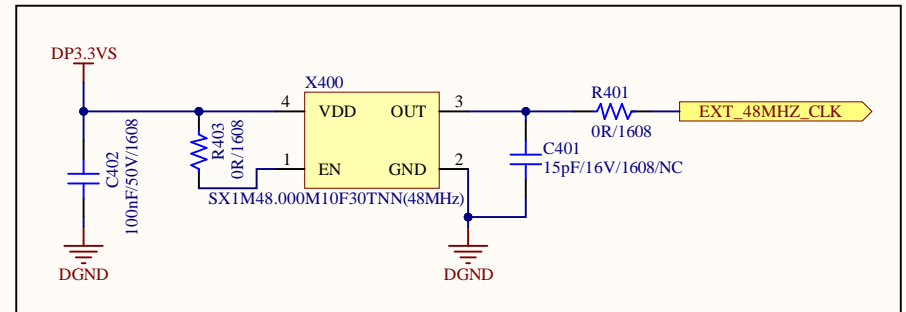 DP3.3VS
X400
4 VDD OUT 3
1 EN GND 2
SX1M48.000M10F30TNN(48MHz)
R403
0R/1608
C402
100nF/50V/1608
DGND
R401
0R/1608
EXT_48MHZ_CLK
C401
15pF/16V/1608/NC
DGND